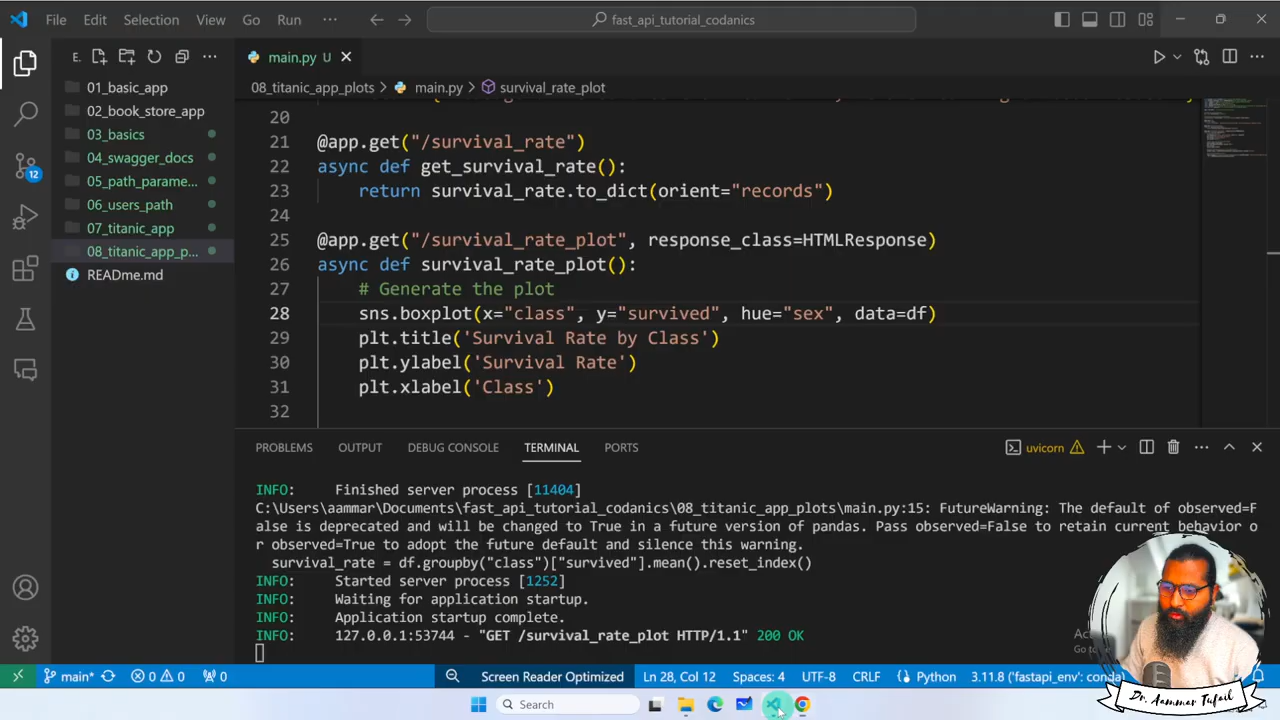 File Edit Selection View Go Run ··· fast_api_tutorial_codanics
E. main.py U
01_basic_app
02_book_store_app
03_basics
04_swagger_docs
05_path_parame...
06_users_path
07_titanic_app
08_titanic_app_p...
READme.md
12
08_titanic_app_plots > main.py > survival_rate_plot
20
21 @app.get("/survival_rate")
22 async def get_survival_rate():
23 return survival_rate.to_dict(orient="records")
24
25 @app.get("/survival_rate_plot", response_class=HTMLResponse)
26 async def survival_rate_plot():
27 # Generate the plot
28 sns.boxplot(x="class", y="survived", hue="sex", data=df)
29 plt.title('Survival Rate by Class')
30 plt.ylabel('Survival Rate')
31 plt.xlabel('Class')
32
PROBLEMS OUTPUT DEBUG CONSOLE TERMINAL PORTS uvicorn
INFO: Finished server process [11404]
C:\Users\aammar\Documents\fast_api_tutorial_codanics\08_titanic_app_plots\main.py:15: FutureWarning: The default of observed=F
alse is deprecated and will be changed to True in a future version of pandas. Pass observed=False to retain current behavior o
r observed=True to adopt the future default and silence this warning.
survival_rate = df.groupby("class")["survived"].mean().reset_index()
INFO: Started server process [1252]
INFO: Waiting for application startup.
INFO: Application startup complete.
INFO: 127.0.0.1:53744 - "GET /survival_rate_plot HTTP/1.1" 200 OK
main* 0 0 0 Screen Reader Optimized Ln 28, Col 12 Spaces: 4 UTF-8 CRLF Python 3.11.8 ('fastapi_env': conda)
Search
Dr. Aammar Tufail